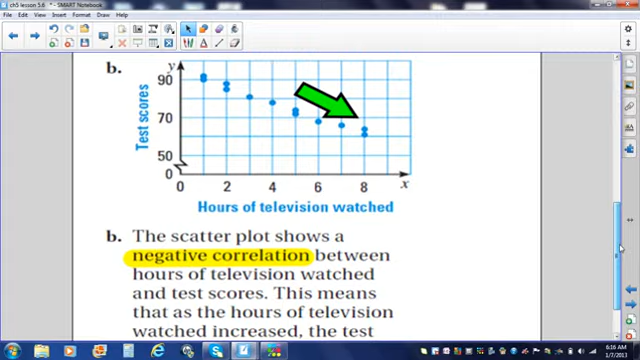 ch5 lesson 5.6 * - SMART Notebook
File Edit View Insert Format Draw Help
b.
y
90
Test scores
70
50
0
0 2 4 6 8 x
Hours of television watched
b. The scatter plot shows a
negative correlation between
hours of television watched
and test scores. This means
that as the hours of television
watched increased, the test
6:16 AM
1/7/2011